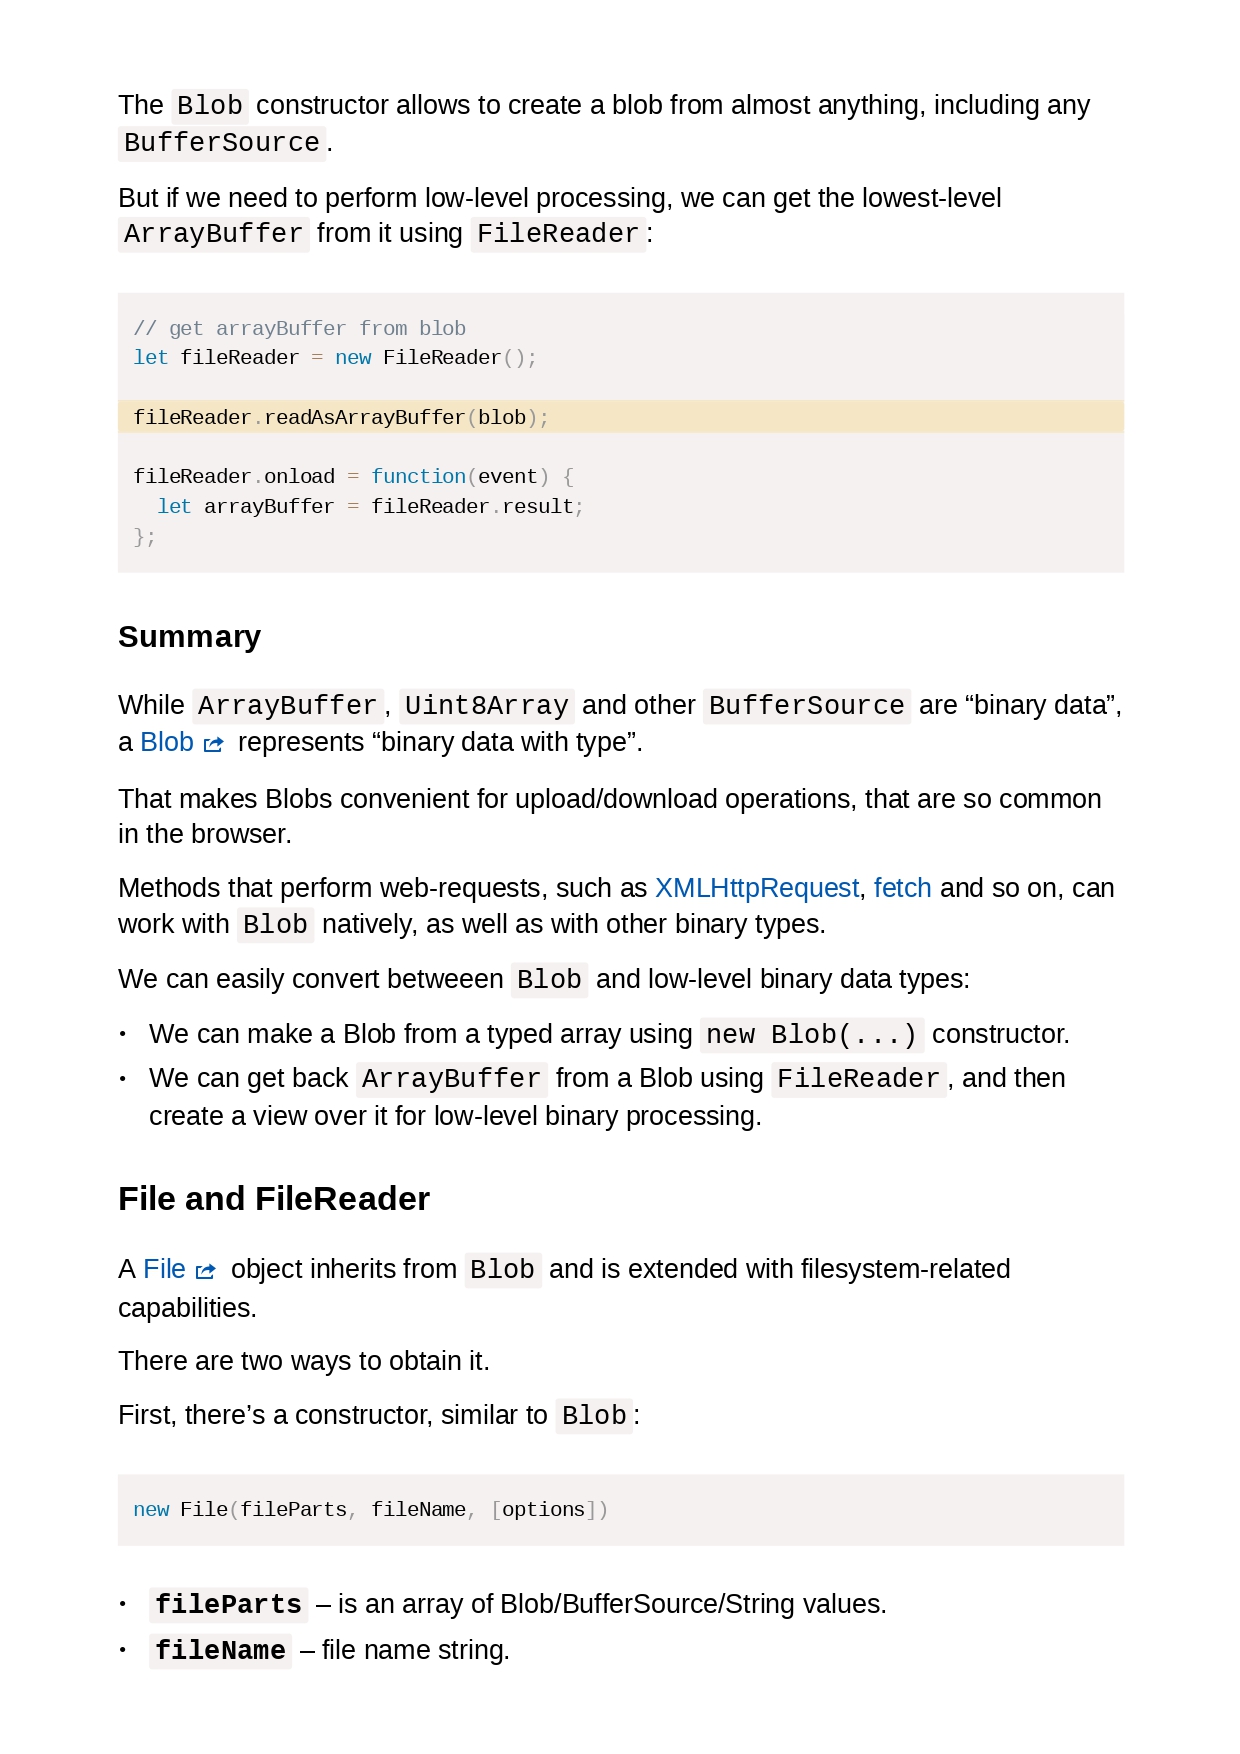 The Blob constructor allows to create a blob from almost anything, including any
BufferSource.
But if we need to perform low-level processing, we can get the lowest-level
ArrayBuffer from it using FileReader:
// get arrayBuffer from blob
let fileReader = new FileReader();
fileReader.readAsArrayBuffer(blob);
fileReader.onload = function(event) {
  let arrayBuffer = fileReader.result;
};
Summary
While ArrayBuffer, Uint8Array and other BufferSource are “binary data”,
a Blob represents “binary data with type”.
That makes Blobs convenient for upload/download operations, that are so common
in the browser.
Methods that perform web-requests, such as XMLHttpRequest, fetch and so on, can
work with Blob natively, as well as with other binary types.
We can easily convert betweeen Blob and low-level binary data types:
• We can make a Blob from a typed array using new Blob(...) constructor.
• We can get back ArrayBuffer from a Blob using FileReader, and then
create a view over it for low-level binary processing.
File and FileReader
A File object inherits from Blob and is extended with filesystem-related
capabilities.
There are two ways to obtain it.
First, there’s a constructor, similar to Blob:
new File(fileParts, fileName, [options])
• fileParts – is an array of Blob/BufferSource/String values.
• fileName – file name string.